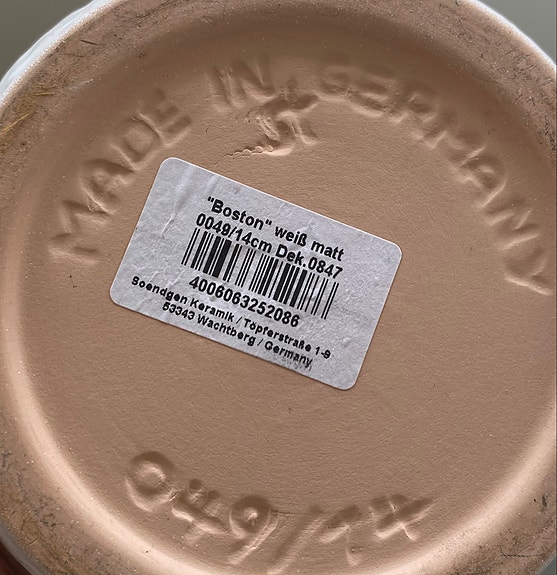 MADE IN GERMANY
"Boston" weiß matt
0049/14cm Dek.0847
4006063252086
Soendgen Keramik / Töpferstraße 1-9
53343 Wachtberg / Germany
049/14